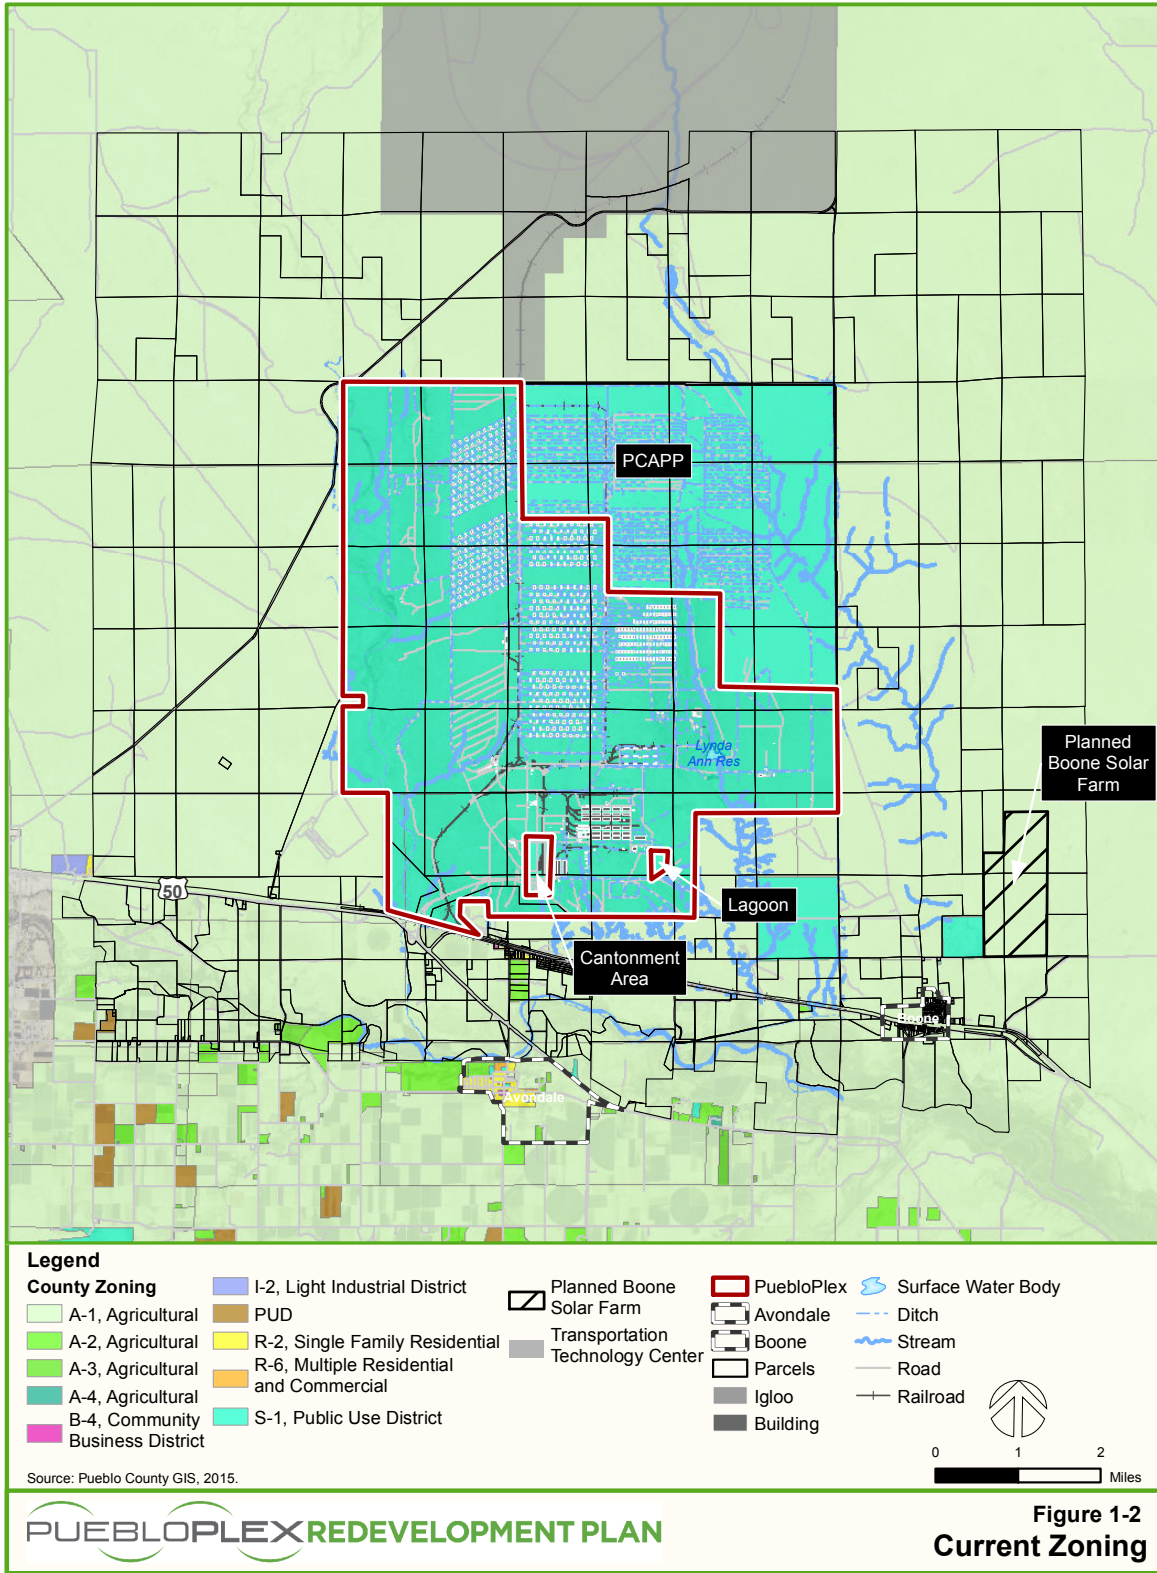 PCAPP
Lynda
Ann Res
Planned
Boone Solar
Farm
50
Lagoon
Cantonment
Area
Boone
Avondale
Legend
County Zoning
A-1, Agricultural
A-2, Agricultural
A-3, Agricultural
A-4, Agricultural
B-4, Community
Business District
I-2, Light Industrial District
PUD
R-2, Single Family Residential
R-6, Multiple Residential
and Commercial
S-1, Public Use District
Planned Boone
Solar Farm
Transportation
Technology Center
PuebloPlex
Avondale
Boone
Parcels
Igloo
Building
Surface Water Body
Ditch
Stream
Road
Railroad
0 1 2
Miles
Source: Pueblo County GIS, 2015.
PUEBLOPLEX REDEVELOPMENT PLAN
Figure 1-2
Current Zoning